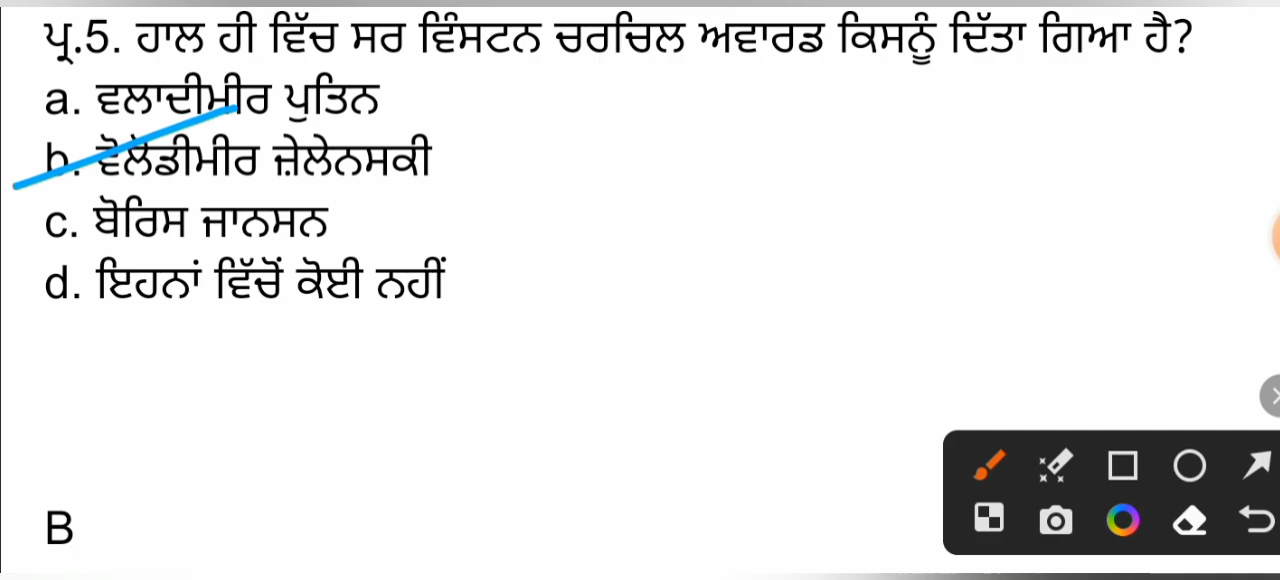 ਪ੍ਰ.5. ਹਾਲ ਹੀ ਵਿੱਚ ਸਰ ਵਿੰਸਟਨ ਚਰਚਿਲ ਅਵਾਰਡ ਕਿਸਨੂੰ ਦਿੱਤਾ ਗਿਆ ਹੈ?
a. ਵਲਾਦੀਮੀਰ ਪੁਤਿਨ
b. ਵੋਲੋਡੀਮੀਰ ਜ਼ੇਲੇਨਸਕੀ
c. ਬੋਰਿਸ ਜਾਨਸਨ
d. ਇਹਨਾਂ ਵਿੱਚੋਂ ਕੋਈ ਨਹੀਂ
B